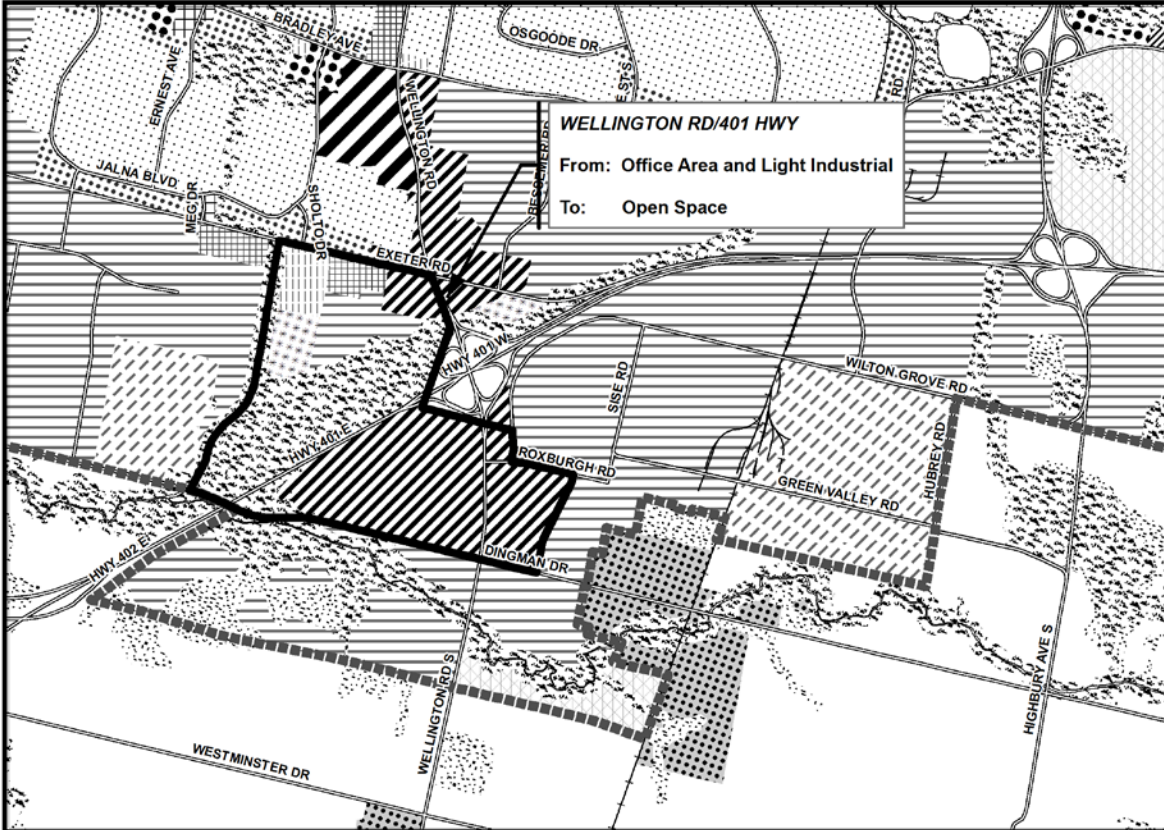 BRADLEY AVE
OSGOODE DR
ERNEST AVE
WELLINGTON RD
E ST S
RD
WELLINGTON RD/401 HWY
From: Office Area and Light Industrial
To: Open Space
JALNA BLVD
MEG DR
SHOLTO DR
EXETER RD
HWY 401 W
WILTON GROVE RD
SISE RD
HWY 401 E
ROXBURGH RD
GREEN VALLEY RD
HUBREY RD
DINGMAN DR
HWY 402 E
WELLINGTON RD S
HIGHBURY AVE S
WESTMINSTER DR